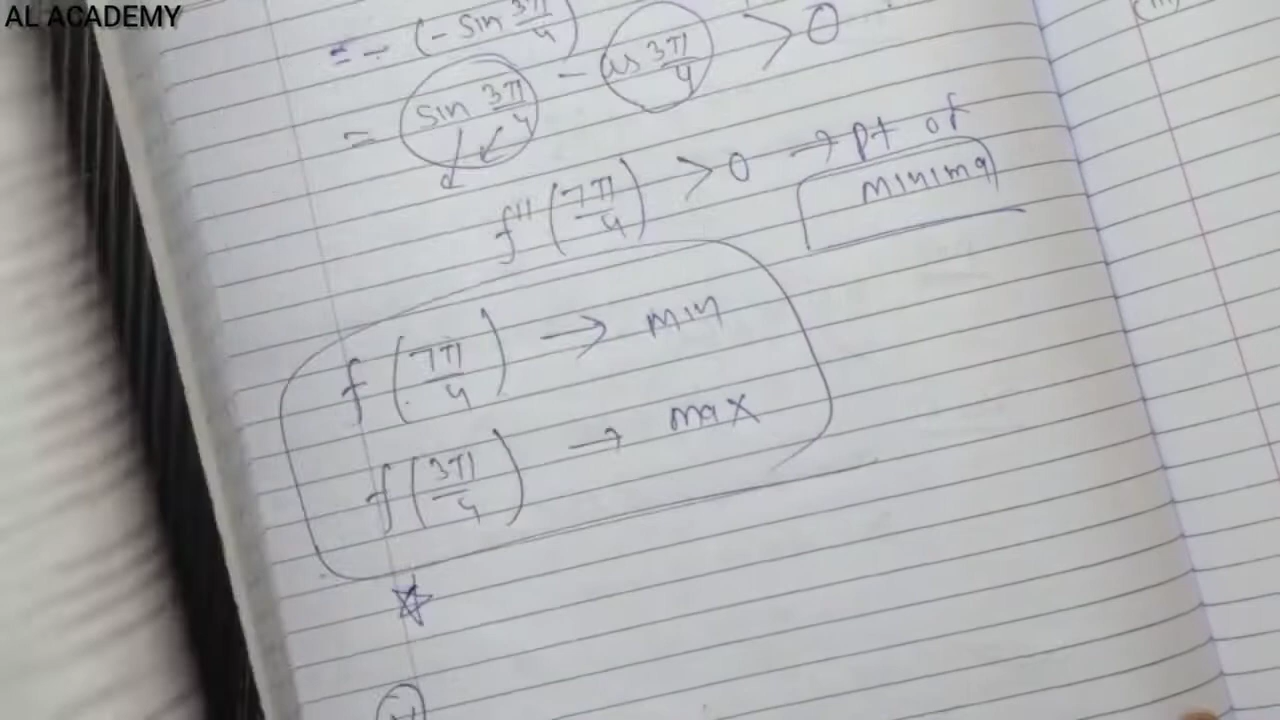 AL ACADEMY
= - (- sin 3π/4)
= sin 3π/4 - cos 3π/4 > 0
f''(7π/4) > 0 → pt of
minima
f(7π/4) → min
f(3π/4) → max